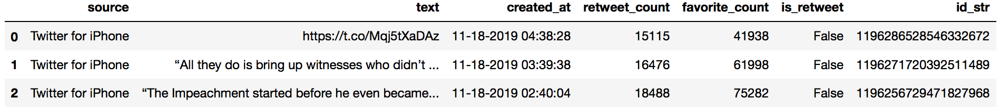 source text created_at retweet_count favorite_count is_retweet id_str
0 Twitter for iPhone https://t.co/Mqj5tXaDAz 11-18-2019 04:38:28 15115 41938 False 1196286528546332672
1 Twitter for iPhone “All they do is bring up witnesses who didn’t ... 11-18-2019 03:39:38 16476 61998 False 1196271720392511489
2 Twitter for iPhone “The Impeachment started before he even became... 11-18-2019 02:40:04 18488 75282 False 1196256729471827968